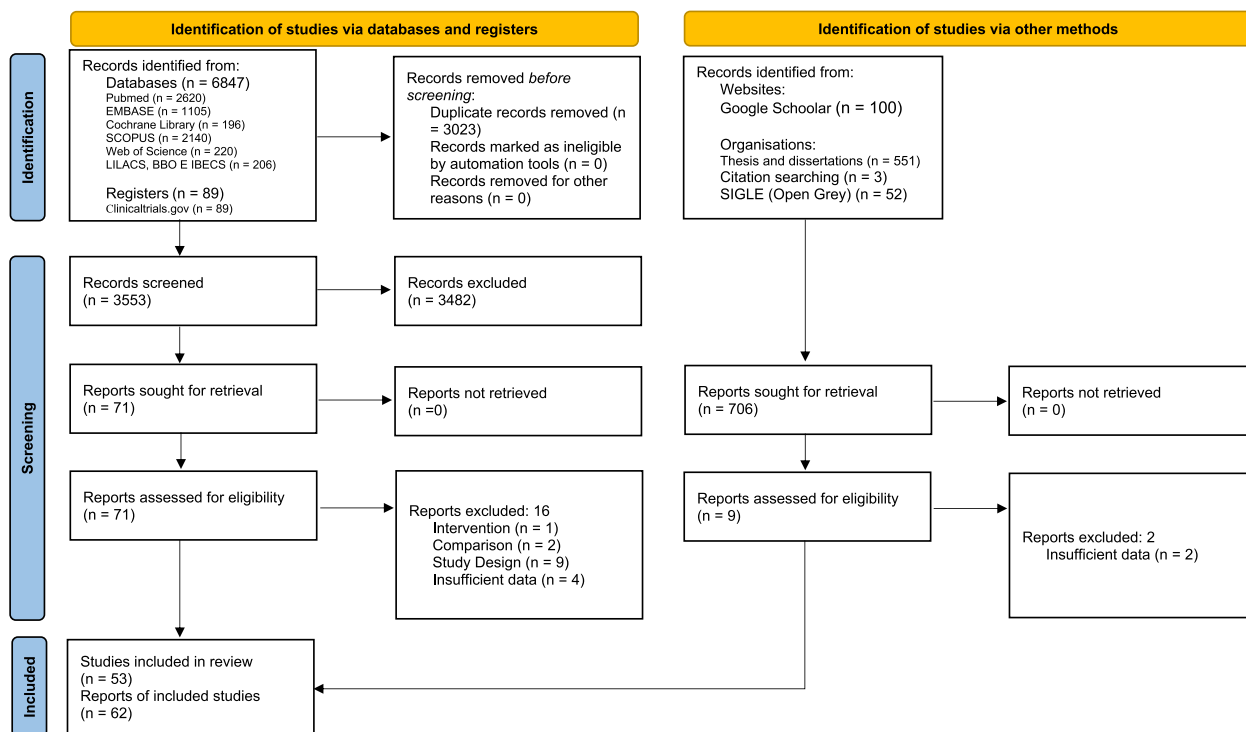 Identification of studies via databases and registers
Identification of studies via other methods
Identification
Records identified from:
Databases (n = 6847)
Pubmed (n = 2620)
EMBASE (n = 1105)
Cochrane Library (n = 196)
SCOPUS (n = 2140)
Web of Science (n = 220)
LILACS, BBO E IBECS (n = 206)
Registers (n = 89)
Clinicaltrials.gov (n = 89)
Records removed before
screening:
Duplicate records removed (n
= 3023)
Records marked as ineligible
by automation tools (n = 0)
Records removed for other
reasons (n = 0)
Records identified from:
Websites:
Google Schoolar (n = 100)
Organisations:
Thesis and dissertations (n = 551)
Citation searching (n = 3)
SIGLE (Open Grey) (n = 52)
Screening
Records screened
(n = 3553)
Records excluded
(n = 3482)
Reports sought for retrieval
(n = 71)
Reports not retrieved
(n =0)
Reports sought for retrieval
(n = 706)
Reports not retrieved
(n = 0)
Reports assessed for eligibility
(n = 71)
Reports excluded: 16
Intervention (n = 1)
Comparison (n = 2)
Study Design (n = 9)
Insufficient data (n = 4)
Reports assessed for eligibility
(n = 9)
Reports excluded: 2
Insufficient data (n = 2)
Included
Studies included in review
(n = 53)
Reports of included studies
(n = 62)